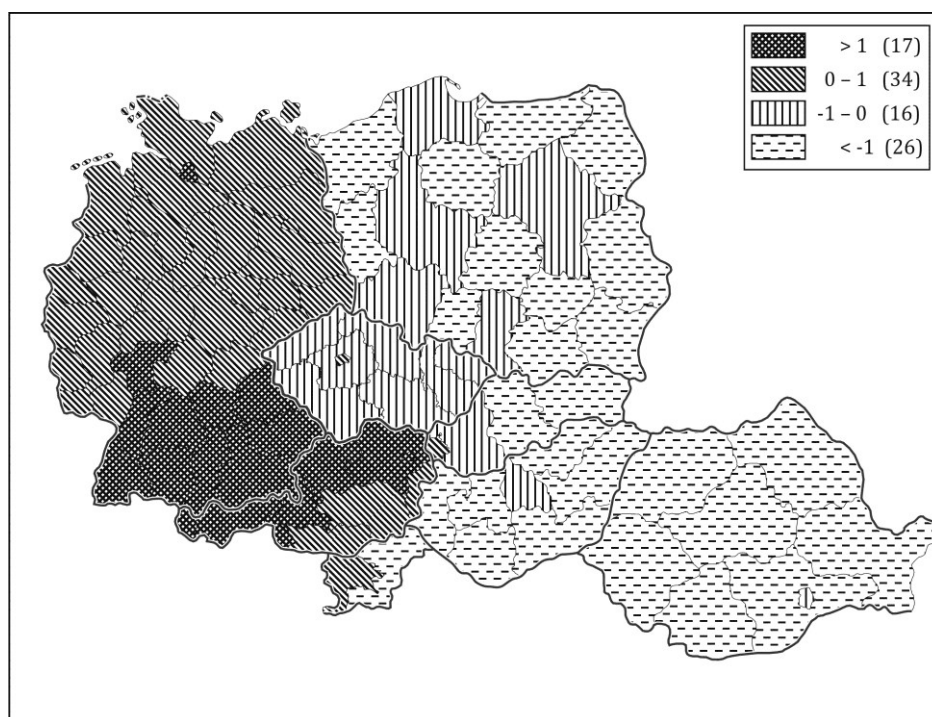 > 1 (17)
0 – 1 (34)
-1 – 0 (16)
< -1 (26)